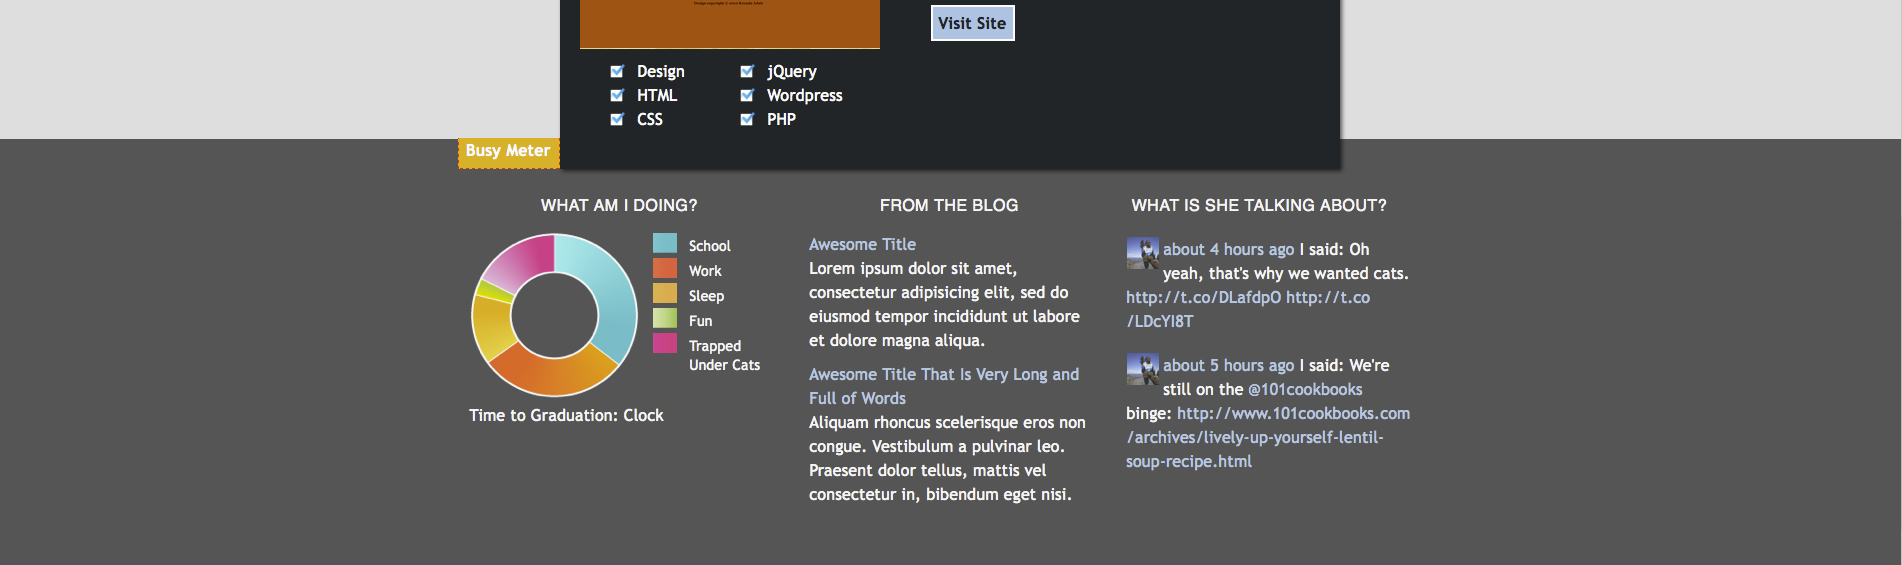 Design copyright © 2010
Visit Site
Design
jQuery
HTML
Wordpress
CSS
PHP
Busy Meter
WHAT AM I DOING?
School
Work
Sleep
Fun
Trapped
Under Cats
Time to Graduation: Clock
FROM THE BLOG
Awesome Title
Lorem ipsum dolor sit amet,
consectetur adipisicing elit, sed do
eiusmod tempor incididunt ut labore
et dolore magna aliqua.
Awesome Title That Is Very Long and
Full of Words
Aliquam rhoncus scelerisque eros non
congue. Vestibulum a pulvinar leo.
Praesent dolor tellus, mattis vel
consectetur in, bibendum eget nisi.
WHAT IS SHE TALKING ABOUT?
about 4 hours ago I said: Oh
yeah, that's why we wanted cats.
http://t.co/DLafdpO http://t.co
/LDcYI8T
about 5 hours ago I said: We're
still on the @101cookbooks
binge: http://www.101cookbooks.com
/archives/lively-up-yourself-lentil-
soup-recipe.html